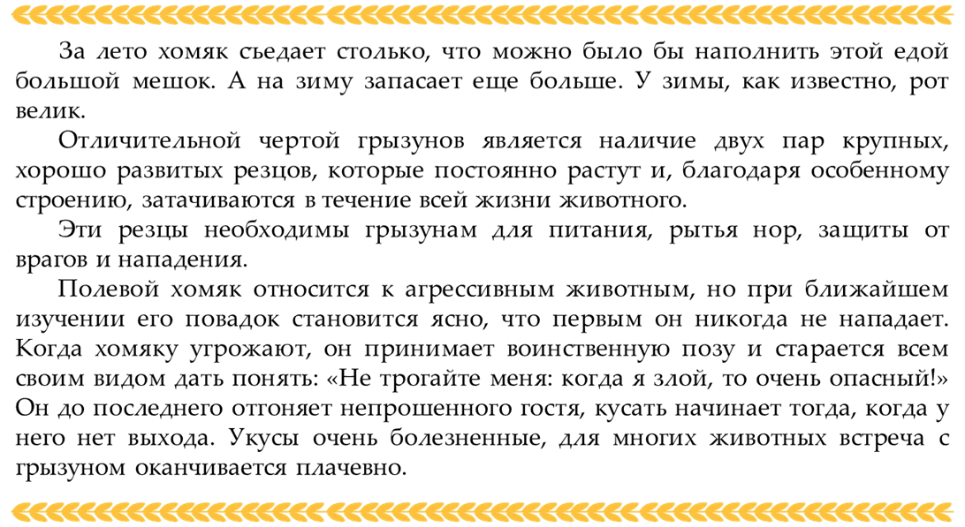 За лето хомяк съедает столько, что можно было бы наполнить этой едой
большой мешок. А на зиму запасает еще больше. У зимы, как известно, рот
велик.
Отличительной чертой грызунов является наличие двух пар крупных,
хорошо развитых резцов, которые постоянно растут и, благодаря особенному
строению, затачиваются в течение всей жизни животного.
Эти резцы необходимы грызунам для питания, рытья нор, защиты от
врагов и нападения.
Полевой хомяк относится к агрессивным животным, но при ближайшем
изучении его повадок становится ясно, что первым он никогда не нападает.
Когда хомяку угрожают, он принимает воинственную позу и старается всем
своим видом дать понять: «Не трогайте меня: когда я злой, то очень опасный!»
Он до последнего отгоняет непрошенного гостя, кусать начинает тогда, когда у
него нет выхода. Укусы очень болезненные, для многих животных встреча с
грызуном оканчивается плачевно.